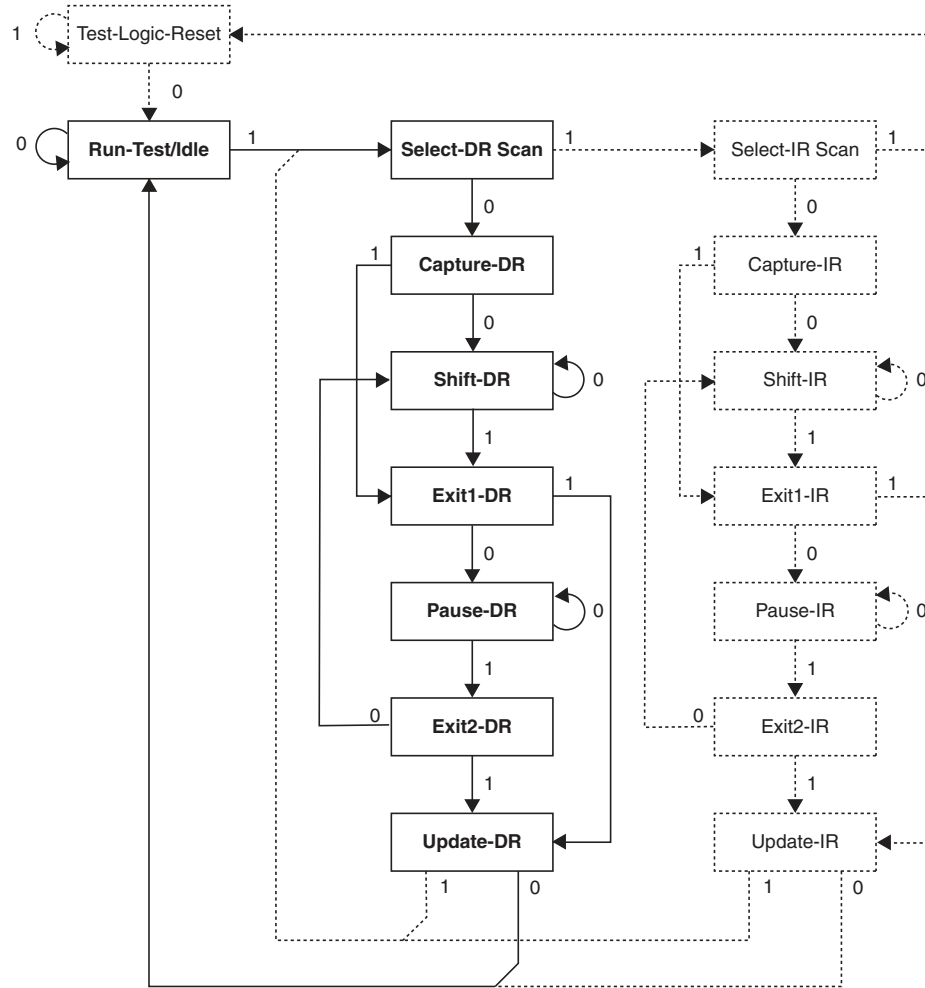 1
Test-Logic-Reset
0
0
Run-Test/Idle
1
Select-DR Scan
1
Select-IR Scan
1
0
0
1
Capture-DR
1
Capture-IR
0
0
Shift-DR
0
Shift-IR
0
1
1
Exit1-DR
1
Exit1-IR
1
0
0
Pause-DR
0
Pause-IR
0
1
1
0
Exit2-DR
0
Exit2-IR
1
1
Update-DR
Update-IR
1
0
1
0